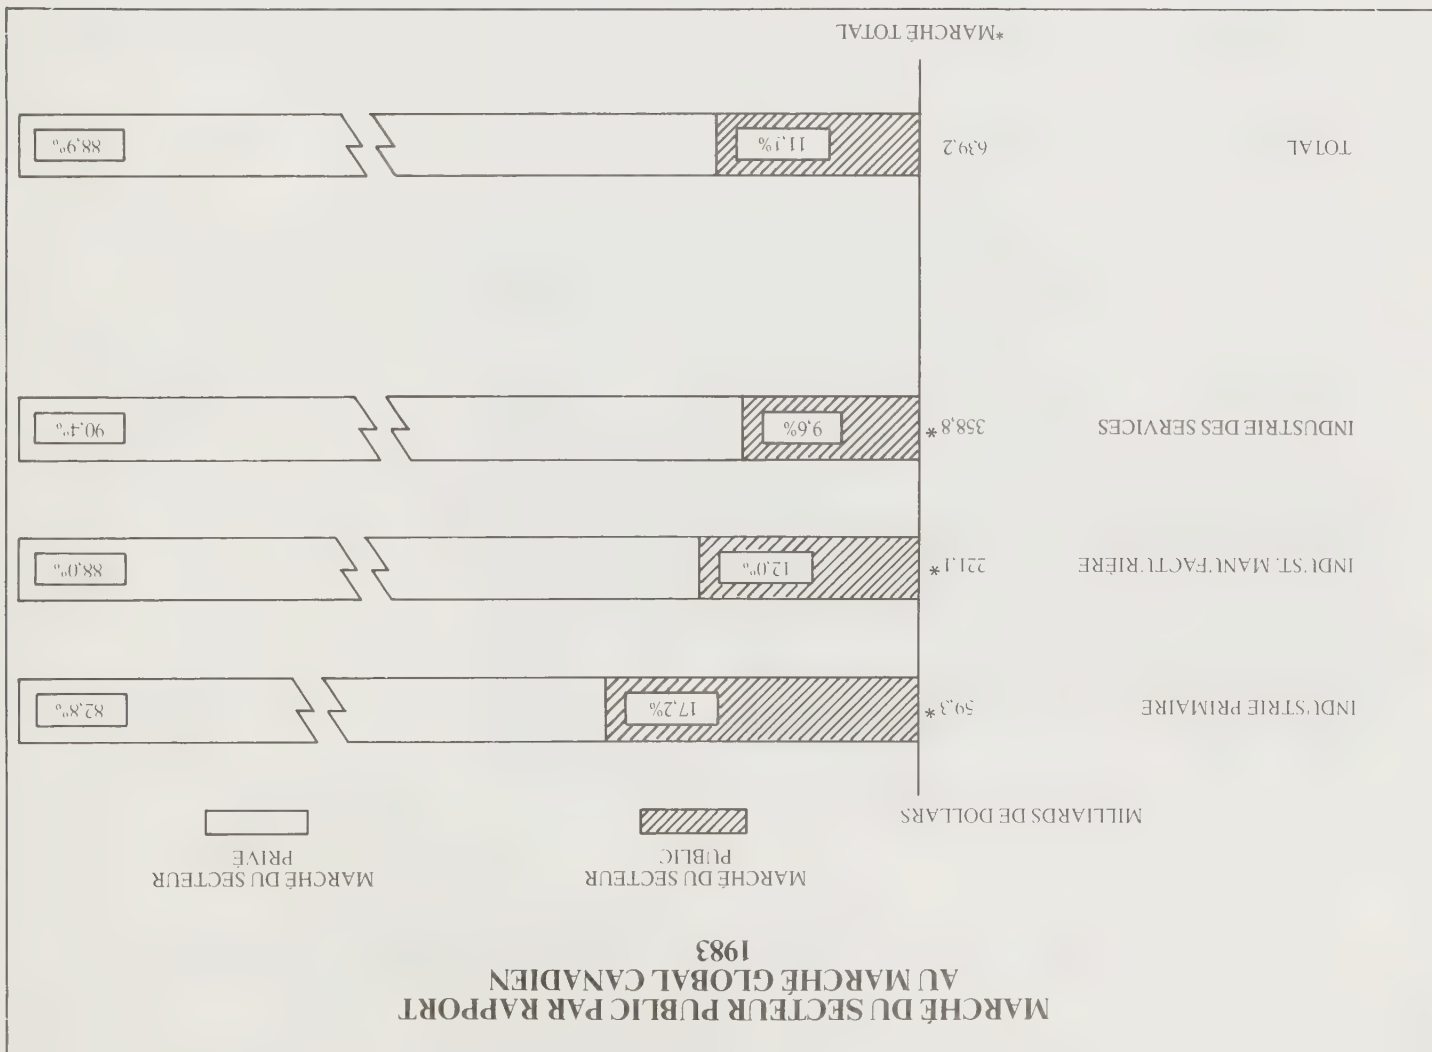 MARCHÉ DU SECTEUR PUBLIC PAR RAPPORT
AU MARCHÉ GLOBAL CANADIEN
1983
MARCHÉ DU SECTEUR
PUBLIC
MARCHÉ DU SECTEUR
PRIVÉ
MILLIARDS DE DOLLARS
INDUSTRIE PRIMAIRE 59,3* 17,2% 82,8%
INDUST. MANUFACTURIÈRE 221,1* 12,0% 88,0%
INDUSTRIE DES SERVICES 358,8* 9,6% 90,4%
TOTAL 639,2 11,1% 88,9%
*MARCHÉ TOTAL